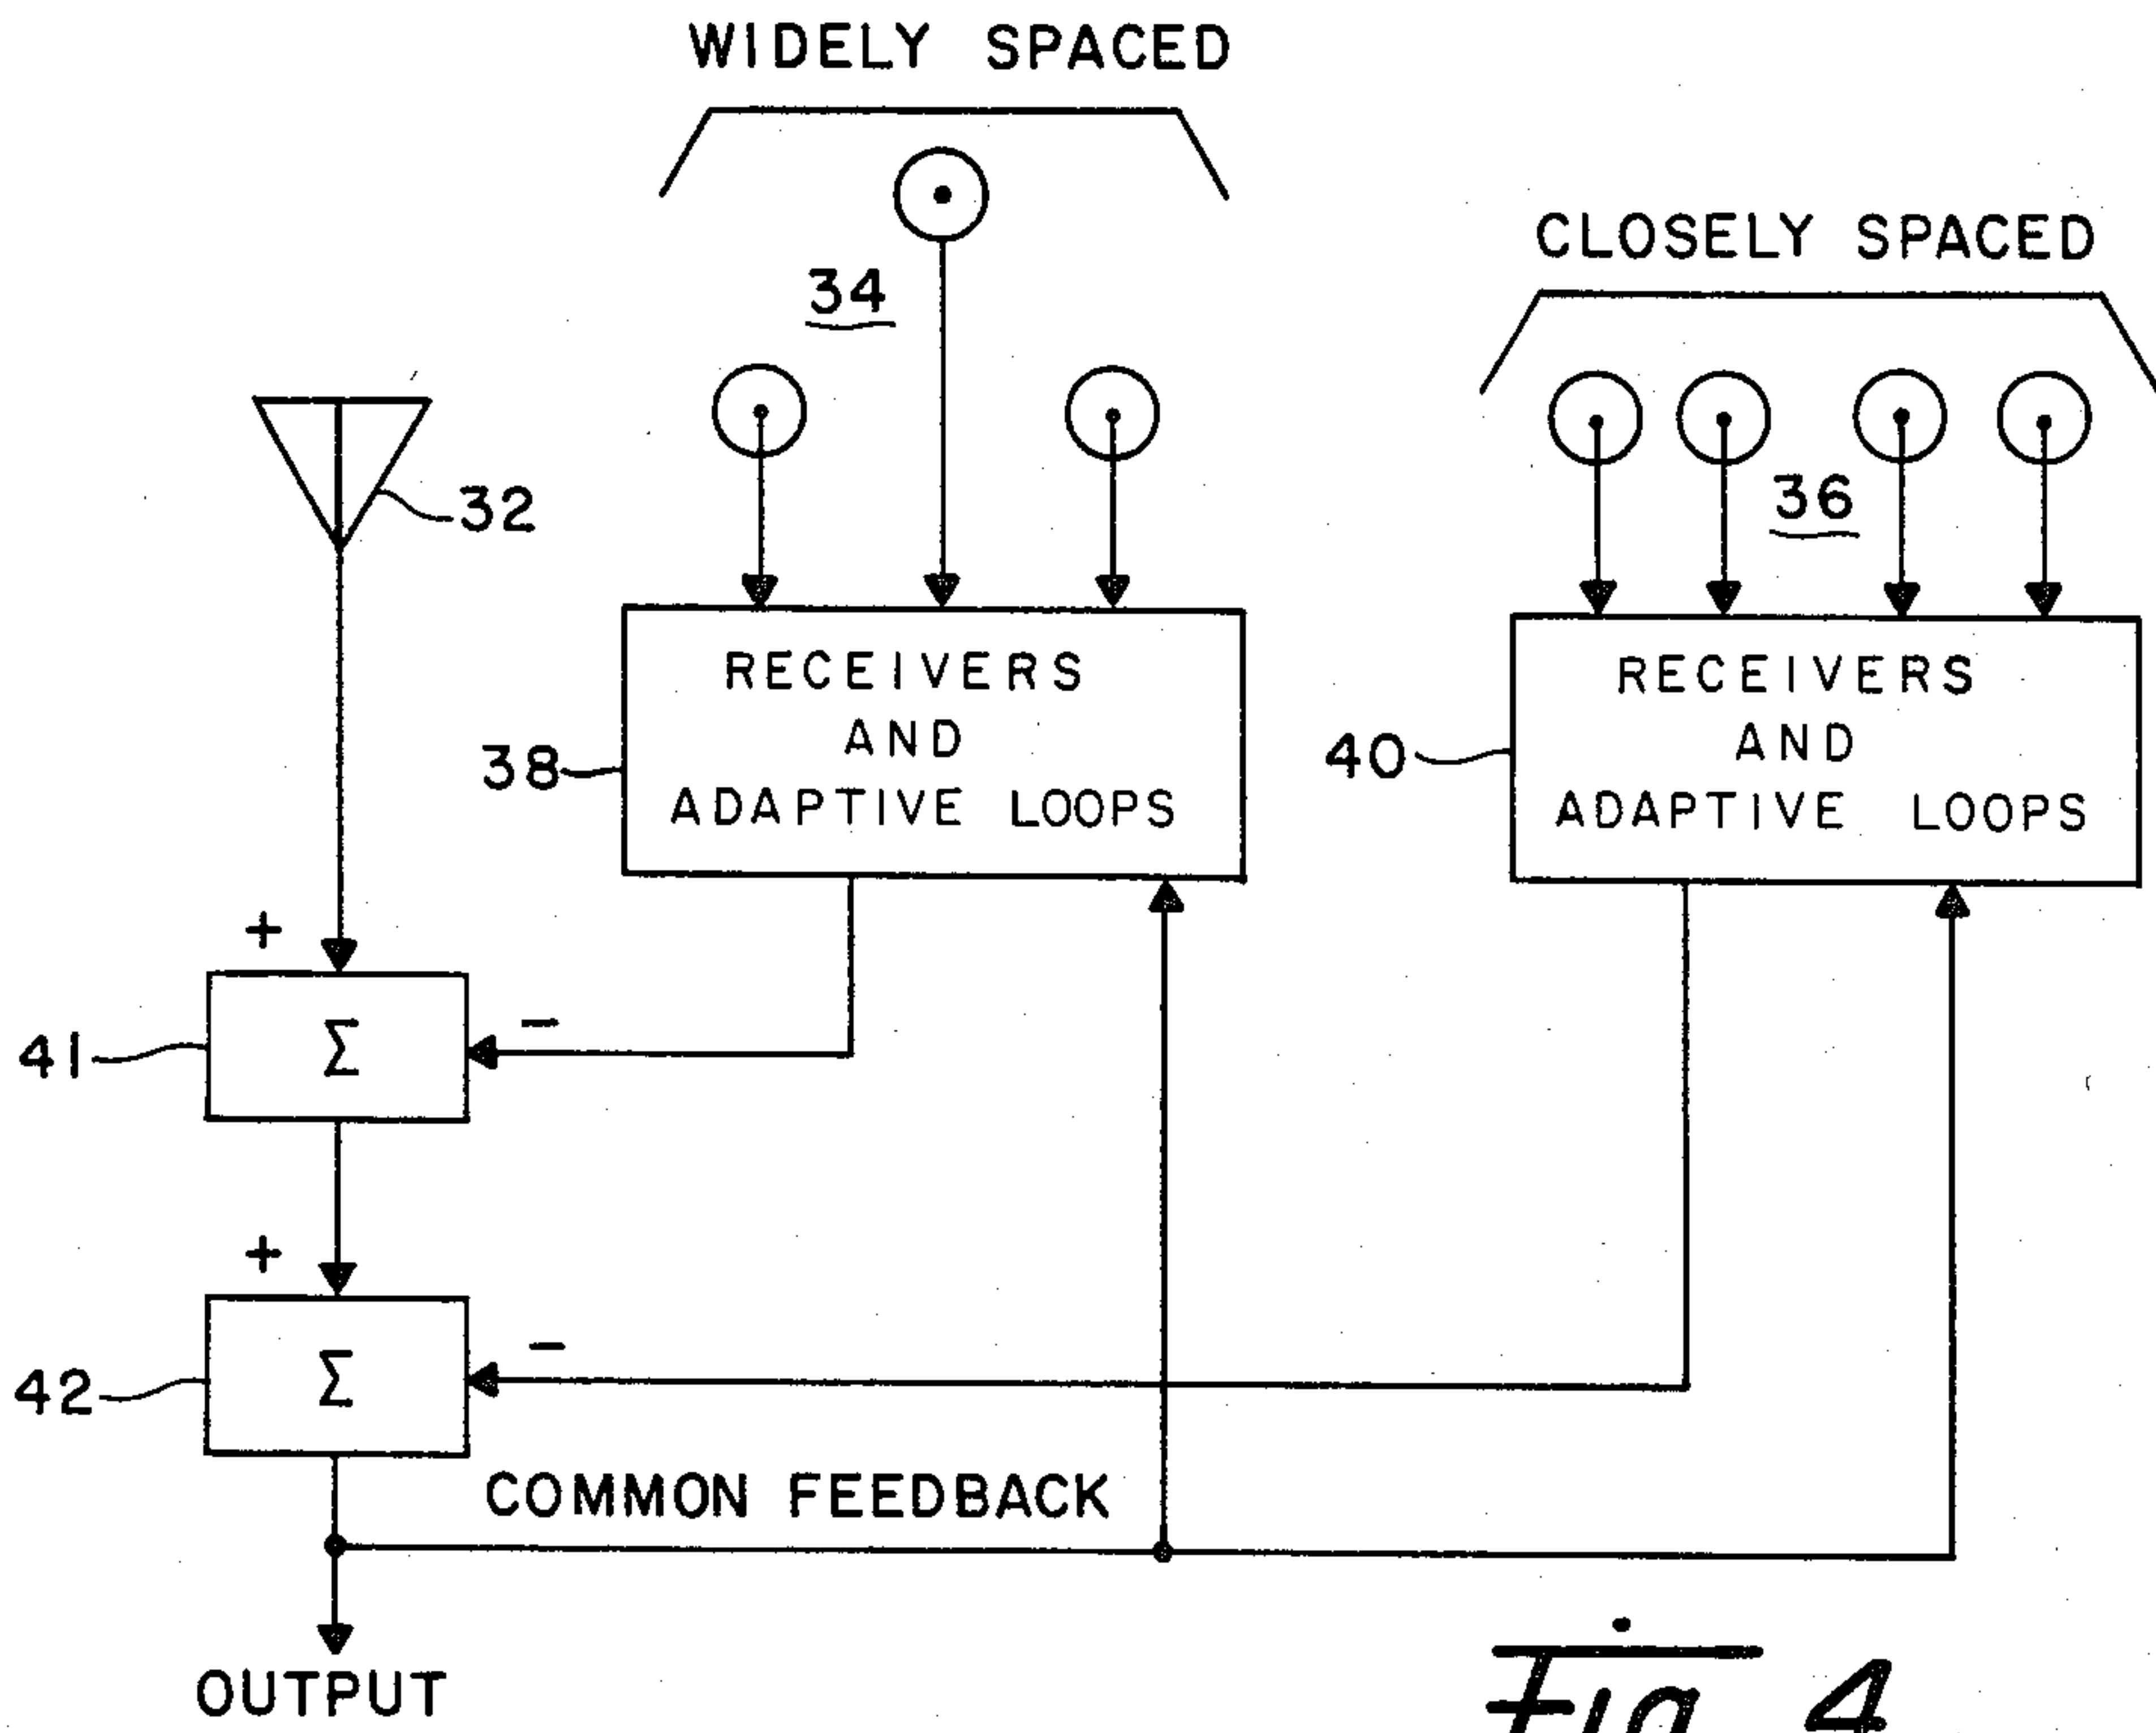 WIDELY SPACED
CLOSELY SPACED
34
32
36
RECEIVERS
AND
ADAPTIVE LOOPS
38
RECEIVERS
AND
ADAPTIVE LOOPS
40
+
Σ
−
41
+
Σ
−
42
COMMON FEEDBACK
OUTPUT
Fig 4